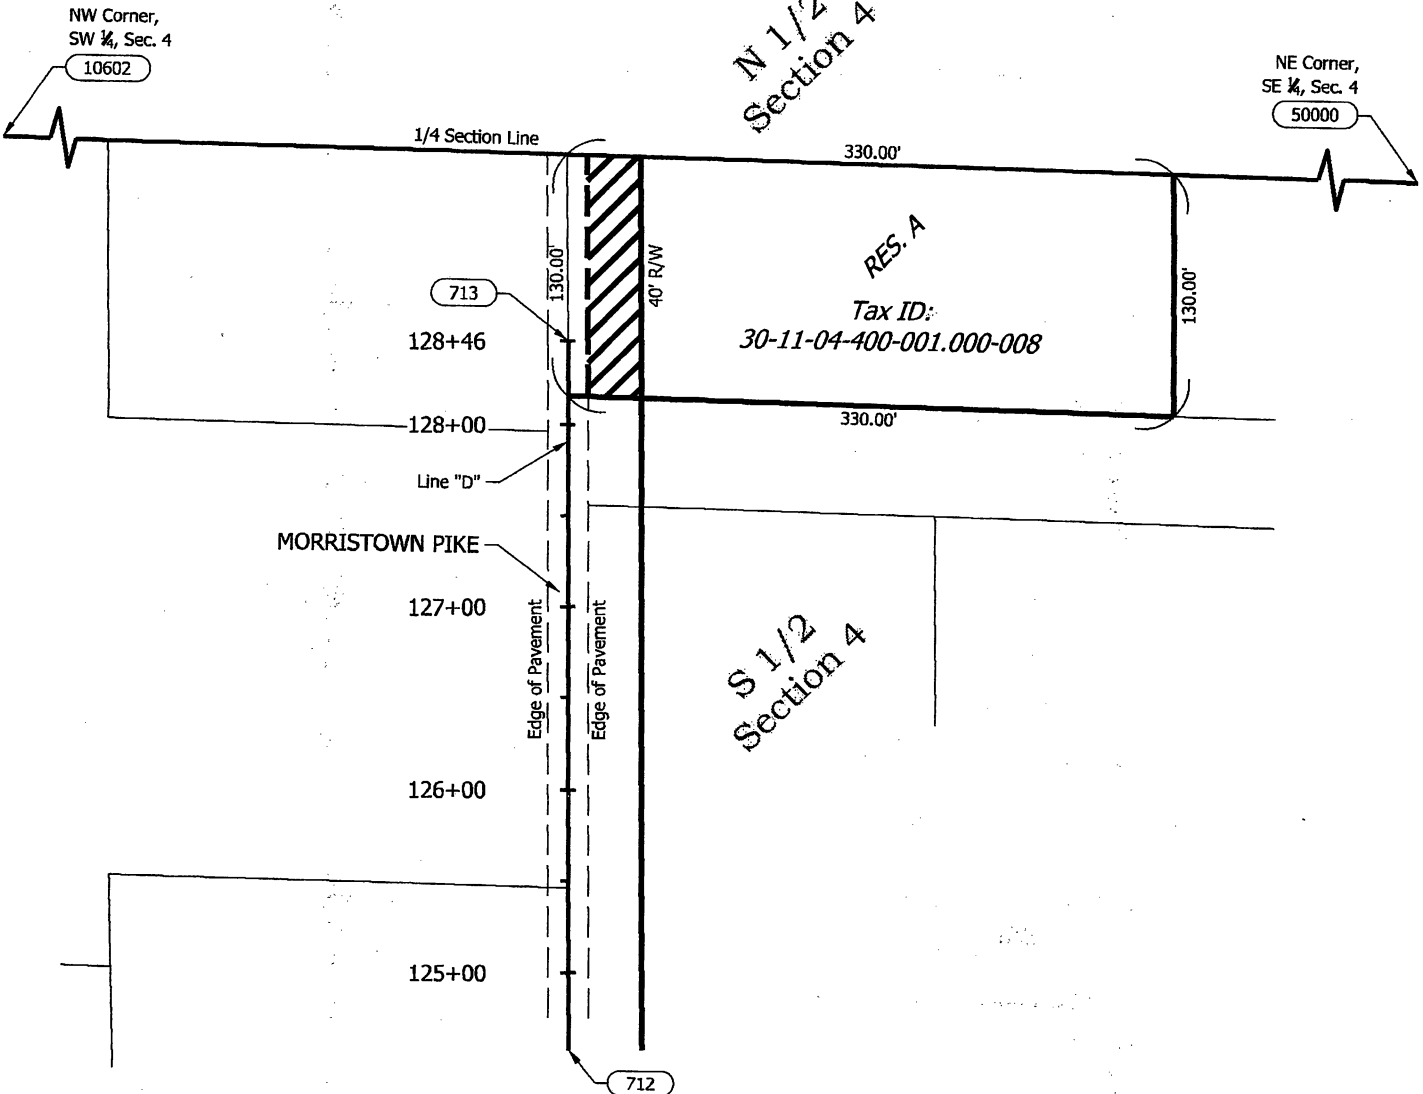 NW Corner,
SW ¼, Sec. 4
10602
N 1/2
Section 4
NE Corner,
SE ¼, Sec. 4
50000
1/4 Section Line
330.00'
130.00'
40' R/W
RES. A
Tax ID:
30-11-04-400-001.000-008
130.00'
713
128+46
128+00
330.00'
Line "D"
MORRISTOWN PIKE
127+00
Edge of Pavement
Edge of Pavement
S 1/2
Section 4
126+00
125+00
712